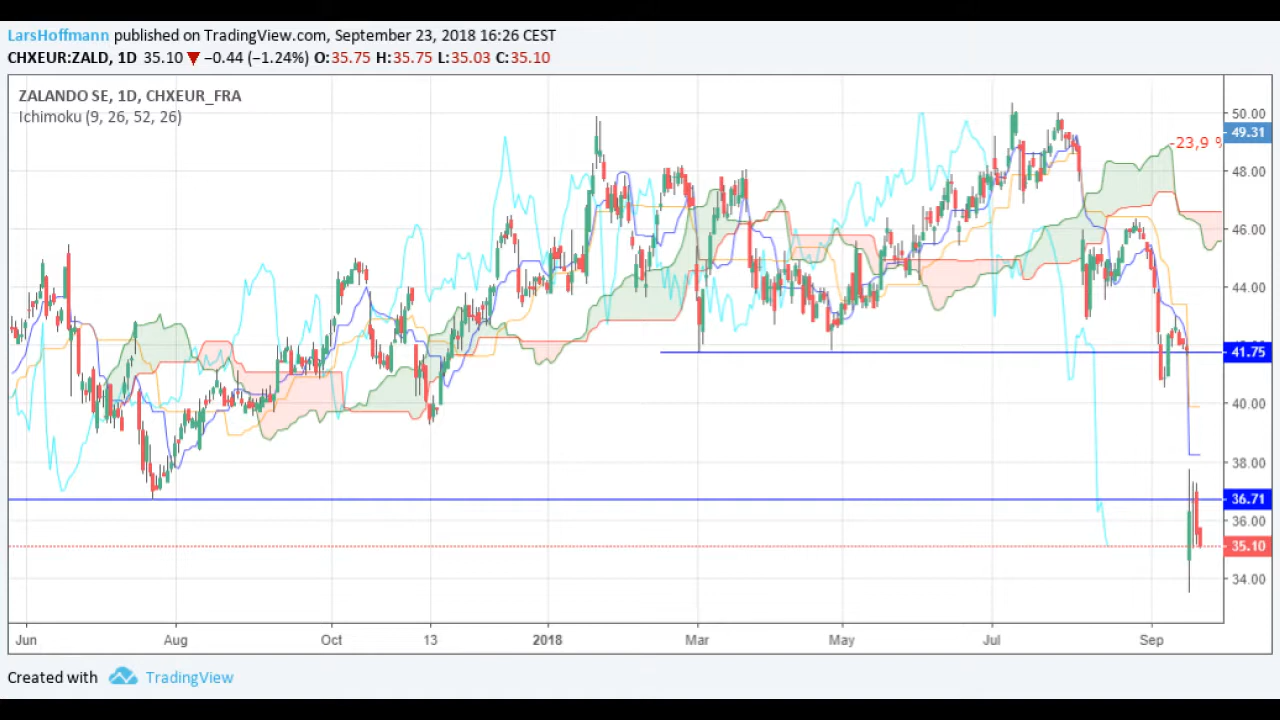 LarsHoffmann published on TradingView.com, September 23, 2018 16:26 CEST
CHXEUR:ZALD, 1D 35.10 ▼ −0.44 (−1.24%) O:35.75 H:35.75 L:35.03 C:35.10
ZALANDO SE, 1D, CHXEUR_FRA
Ichimoku (9, 26, 52, 26)
50.00
49.31
-23,9 %
48.00
46.00
44.00
41.75
40.00
38.00
36.71
36.00
35.10
34.00
Jun Aug Oct 13 2018 Mar May Jul Sep
Created with TradingView